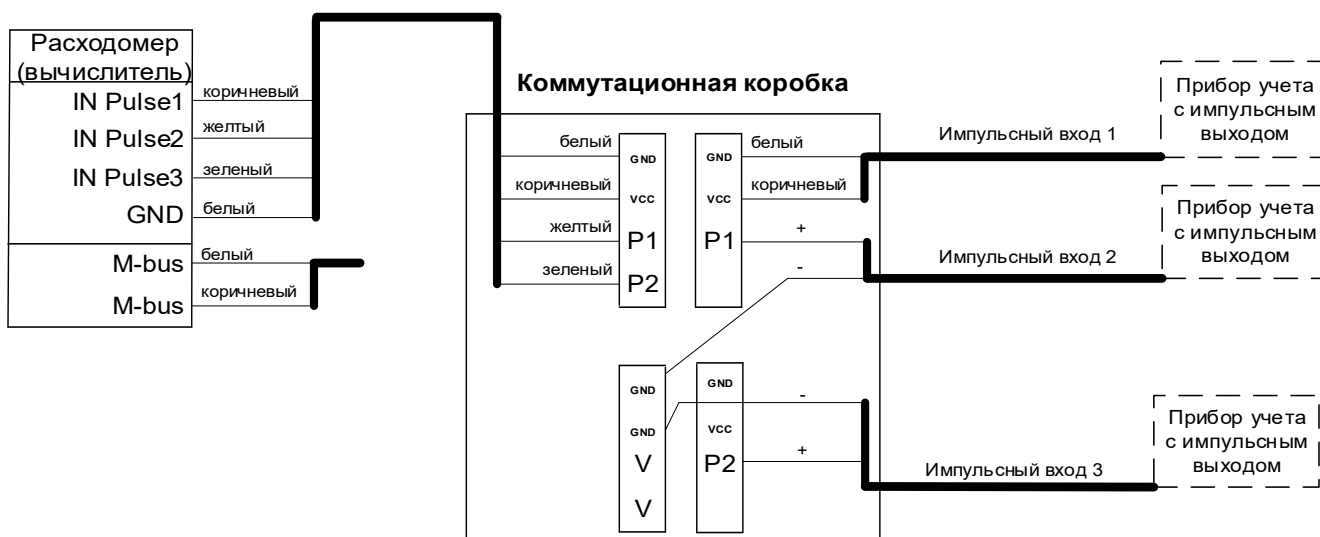 Расходомер
(вычислитель)
IN Pulse1
коричневый
IN Pulse2
желтый
IN Pulse3
зеленый
GND
белый
M-bus
белый
M-bus
коричневый
Коммутационная коробка
белый
GND
коричневый
VCC
желтый
P1
зеленый
P2
GND
белый
VCC
коричневый
P1
+
-
GND
GND
V
V
GND
-
VCC
P2
+
Импульсный вход 1
Прибор учета
с импульсным
выходом
Импульсный вход 2
Прибор учета
с импульсным
выходом
Импульсный вход 3
Прибор учета
с импульсным
выходом